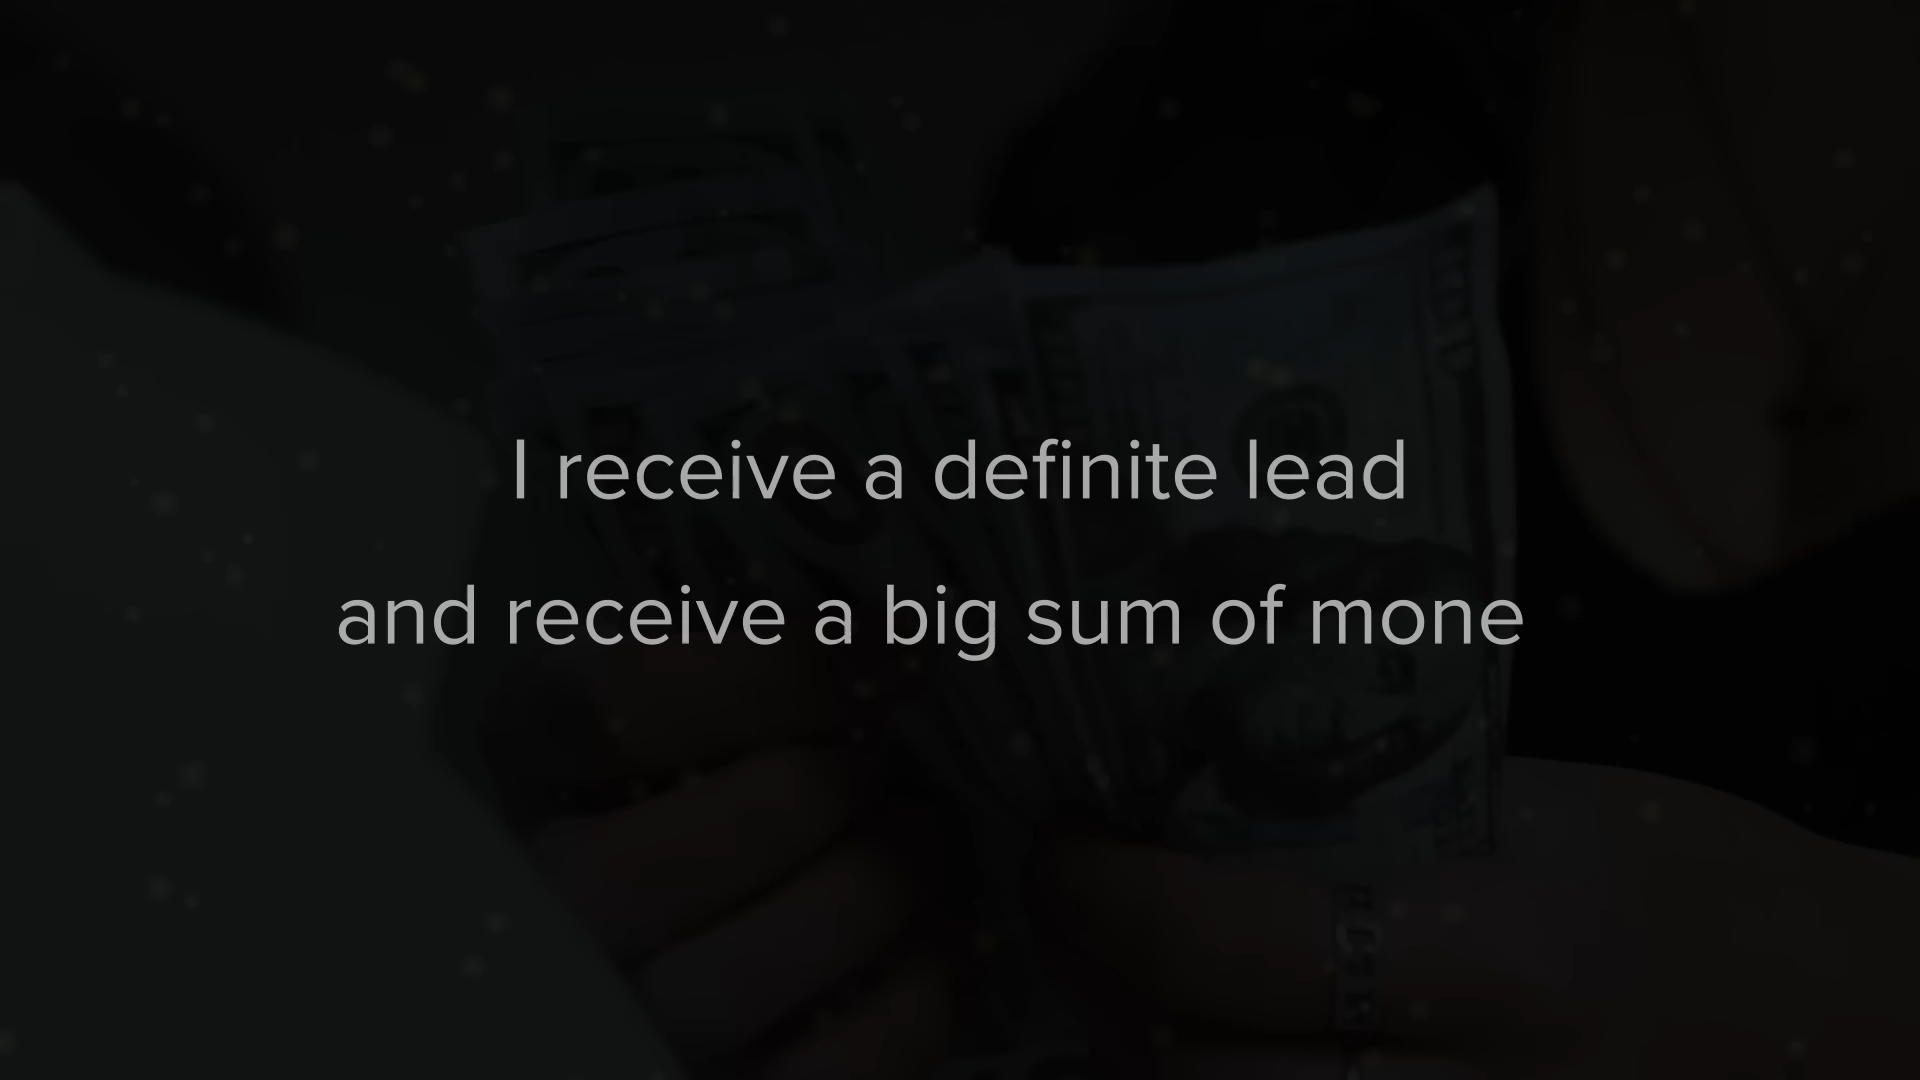 I receive a definite lead
and receive a big sum of mone